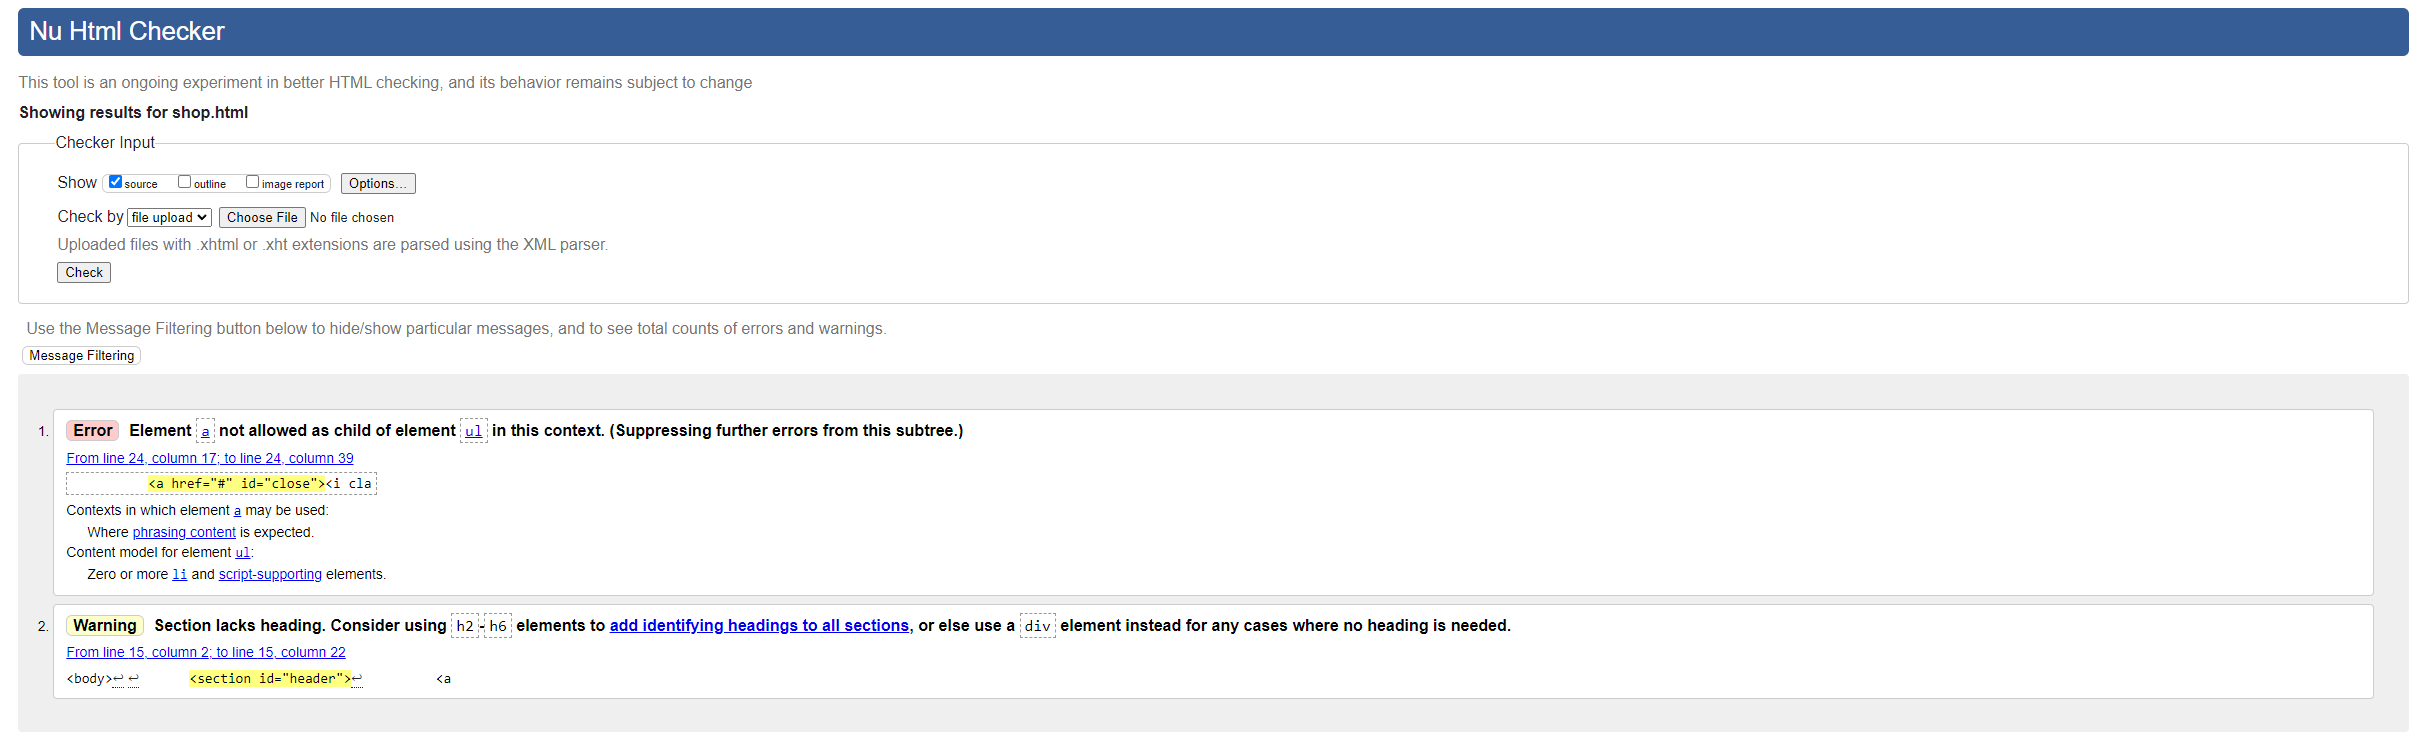 Nu Html Checker
This tool is an ongoing experiment in better HTML checking, and its behavior remains subject to change
Showing results for shop.html
Checker Input
Show source outline image report Options...
Check by file upload Choose File No file chosen
Uploaded files with .xhtml or .xht extensions are parsed using the XML parser.
Check
Use the Message Filtering button below to hide/show particular messages, and to see total counts of errors and warnings.
Message Filtering
1. Error Element a not allowed as child of element ul in this context. (Suppressing further errors from this subtree.)
From line 24, column 17; to line 24, column 39
<a href="#" id="close"><i cla
Contexts in which element a may be used:
Where phrasing content is expected.
Content model for element ul:
Zero or more li and script-supporting elements.
2. Warning Section lacks heading. Consider using h2-h6 elements to add identifying headings to all sections, or else use a div element instead for any cases where no heading is needed.
From line 15, column 2; to line 15, column 22
<body>↩ ↩ <section id="header">↩ <a